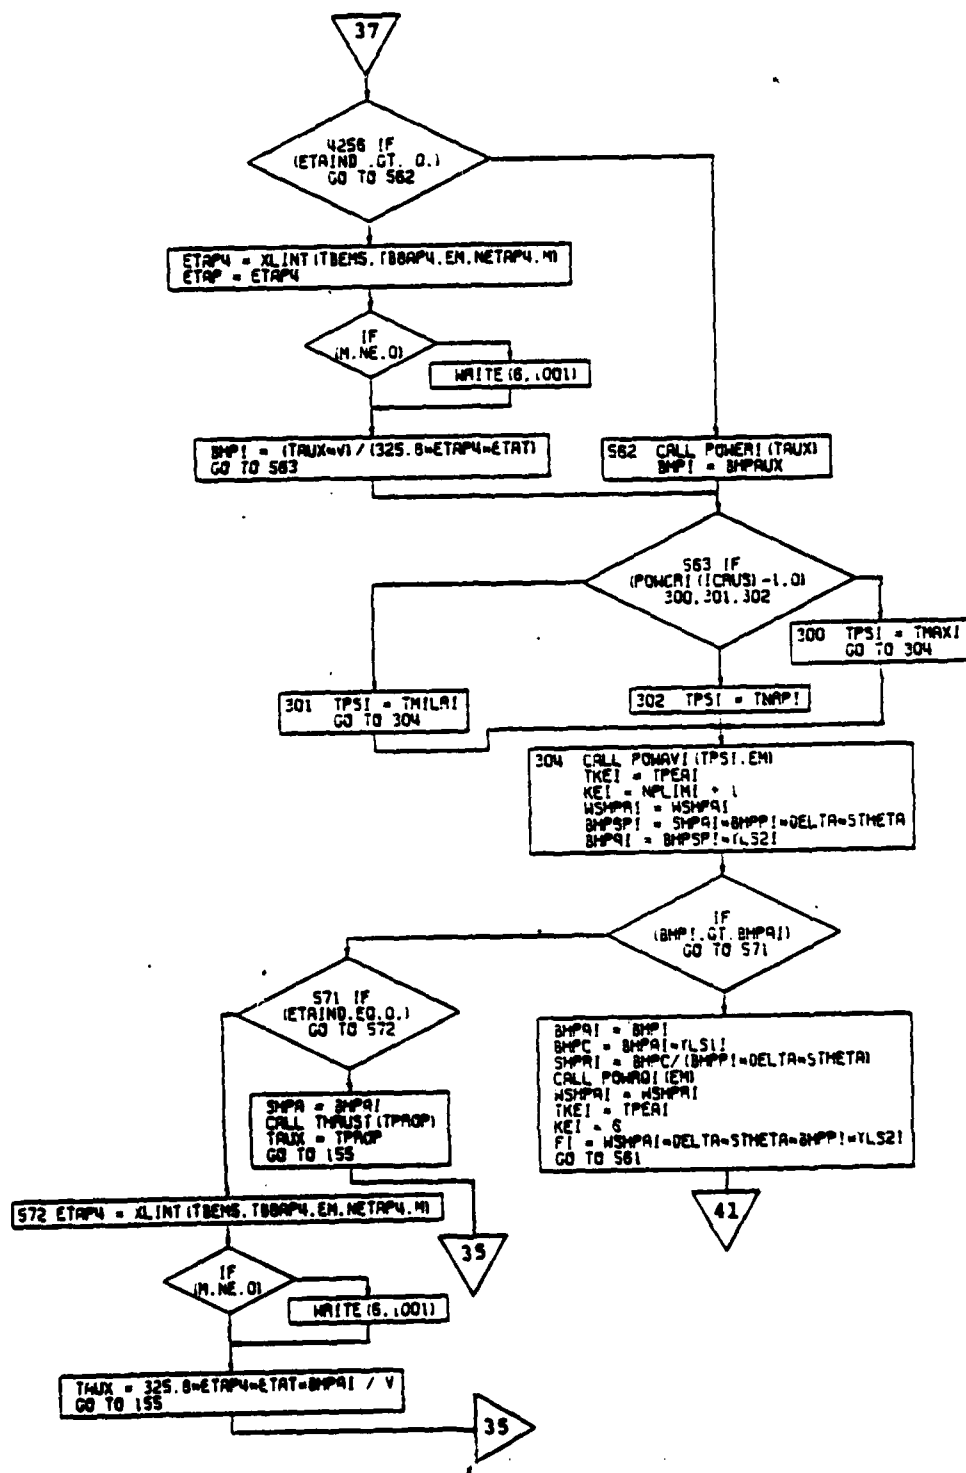 37
4256 IF
(ETAIND .GT. 0.)
GO TO 562
ETAP4 = XLINT(TBEMS,TBBAP4,EM,NETAP4,M)
ETAP = ETAP4
IF
(M.NE.0)
WRITE(6,1001)
BHPI = (TAUX*V)/(325.8*ETAP4*ETAT)
GO TO 563
562 CALL POWERI(TAUX)
BHPI = BHPAUX
563 IF
(POWERI(ICRUS)-1.0)
300,301,302
300 TPSI = TMAXI
GO TO 304
301 TPSI = TMILAI
GO TO 304
302 TPSI = TNRPI
304 CALL POWAVI(TPSI,EM)
TKEI = TPERI
KEI = NPLIMI + 1
WSHPAI = WSHPAI
BHPSPI = SHPAI*BHPPI*DELTA*STHETA
BHPAI = BHPSPI*YLS2I
IF
(BHPI.GT.BHPAI)
GO TO 571
571 IF
(ETAIND.EQ.0.)
GO TO 572
BHPAI = BHPI
BHPC = BHPAI*YLS1I
SHPAI = BHPC/(BHPPI*DELTA*STHETA)
CALL POWRQI(EM)
WSHPAI = WSHPAI
TKEI = TPERI
KEI = 6
FI = WSHPAI*DELTA*STHETA*BHPPI*YLS2I
GO TO 561
SHPA = BHPAI
CALL THRUST(TPROP)
TAUX = TPROP
GO TO 155
41
572 ETAP4 = XLINT(TBEMS,TBBAP4,EM,NETAP4,M)
35
IF
(M.NE.0)
WRITE(6,1001)
TAUX = 325.8*ETAP4*ETAT*BHPAI / V
GO TO 155
35